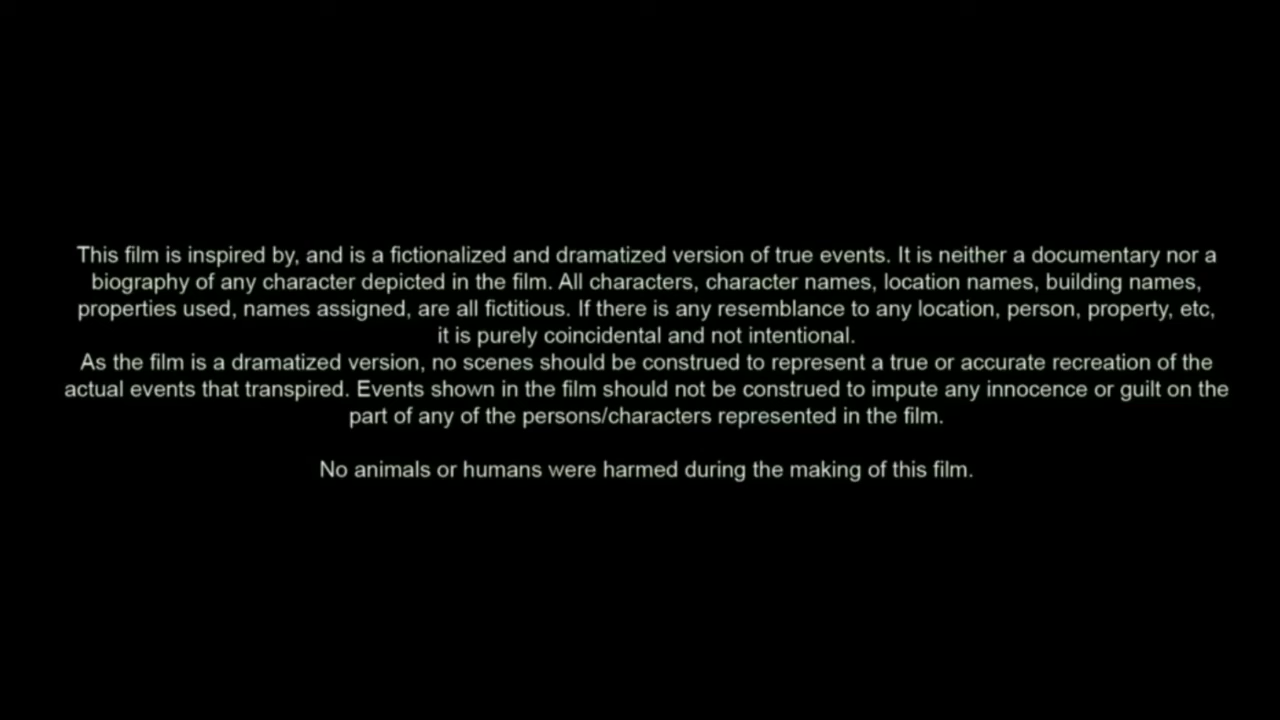 This film is inspired by, and is a fictionalized and dramatized version of true events. It is neither a documentary nor a
biography of any character depicted in the film. All characters, character names, location names, building names,
properties used, names assigned, are all fictitious. If there is any resemblance to any location, person, property, etc,
it is purely coincidental and not intentional.
As the film is a dramatized version, no scenes should be construed to represent a true or accurate recreation of the
actual events that transpired. Events shown in the film should not be construed to impute any innocence or guilt on the
part of any of the persons/characters represented in the film.
No animals or humans were harmed during the making of this film.